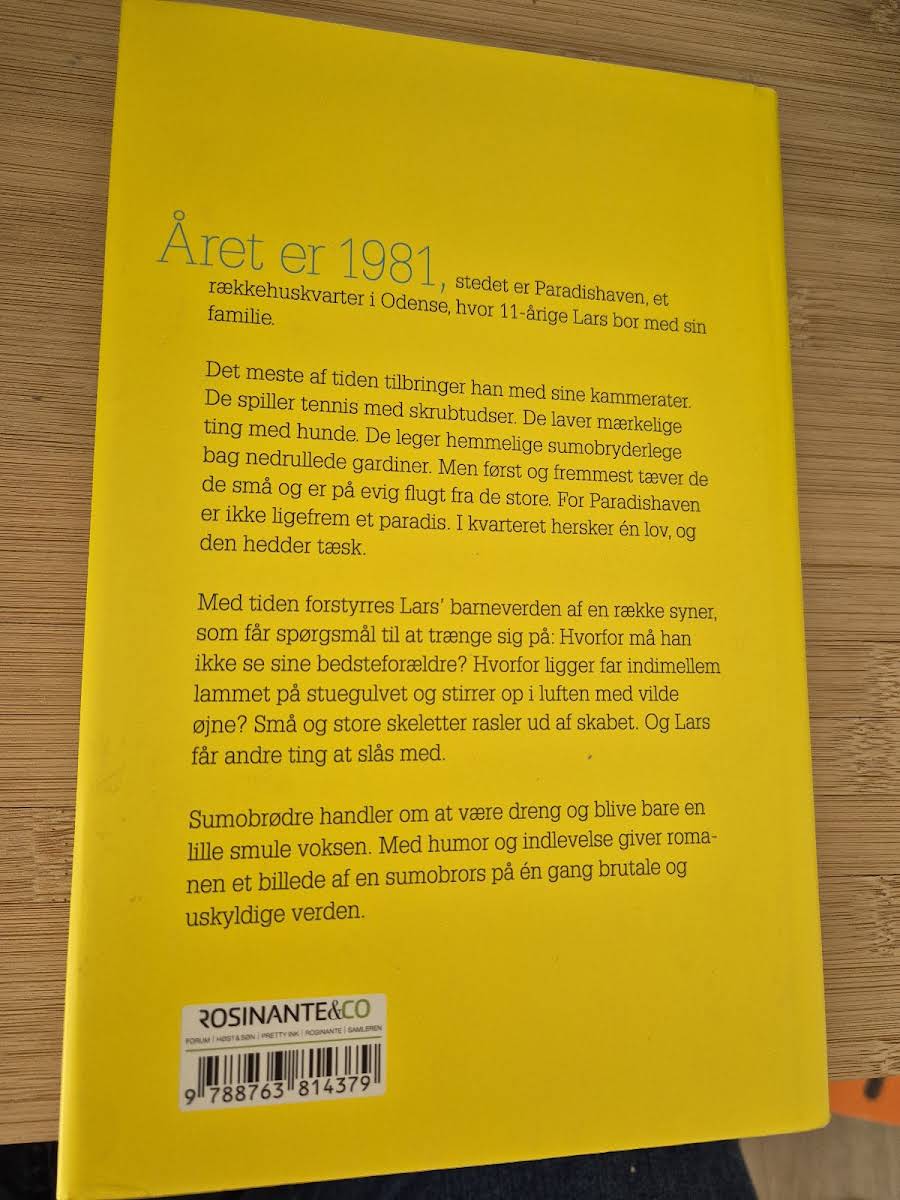 Året er 1981, stedet er Paradishaven, et
rækkehuskvarter i Odense, hvor 11-årige Lars bor med sin
familie.
Det meste af tiden tilbringer han med sine kammerater.
De spiller tennis med skrubtudser. De laver mærkelige
ting med hunde. De leger hemmelige sumobryderlege
bag nedrullede gardiner. Men først og fremmest tæver de
de små og er på evig flugt fra de store. For Paradishaven
er ikke ligefrem et paradis. I kvarteret hersker én lov, og
den hedder tæsk.
Med tiden forstyrres Lars' barneverden af en række syner,
som får spørgsmål til at trænge sig på: Hvorfor må han
ikke se sine bedsteforældre? Hvorfor ligger far indimellem
lammet på stuegulvet og stirrer op i luften med vilde
øjne? Små og store skeletter rasler ud af skabet. Og Lars
får andre ting at slås med.
Sumobrødre handler om at være dreng og blive bare en
lille smule voksen. Med humor og indlevelse giver roma-
nen et billede af en sumobrors på én gang brutale og
uskyldige verden.
ROSINANTE&CO
FORUM | HØST & SØN | PRETTY INK | ROSINANTE | SAMLEREN
9 788763 814379